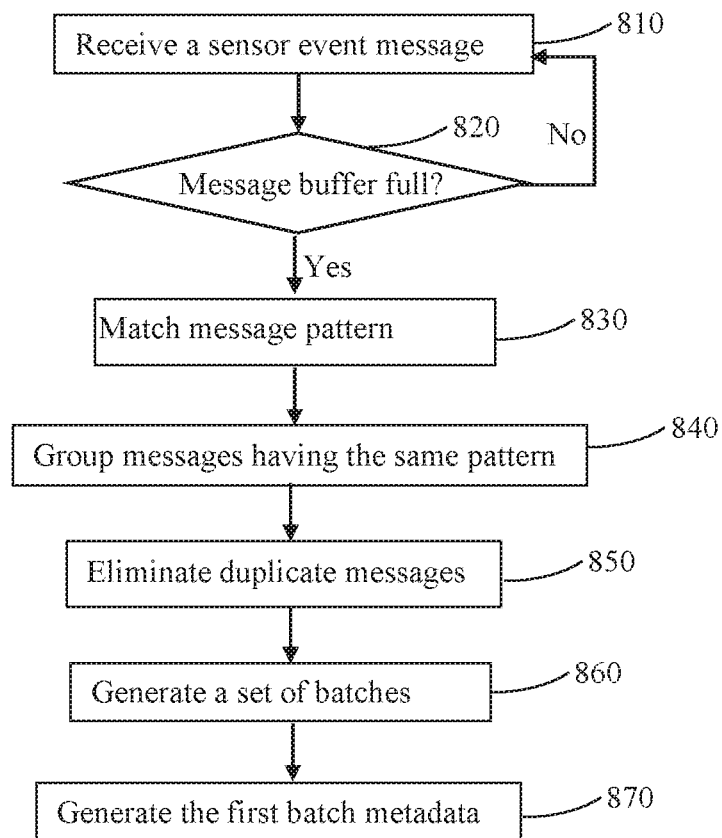 Receive a sensor event message
810
820
No
Message buffer full?
Yes
Match message pattern
830
Group messages having the same pattern
840
Eliminate duplicate messages
850
Generate a set of batches
860
Generate the first batch metadata
870